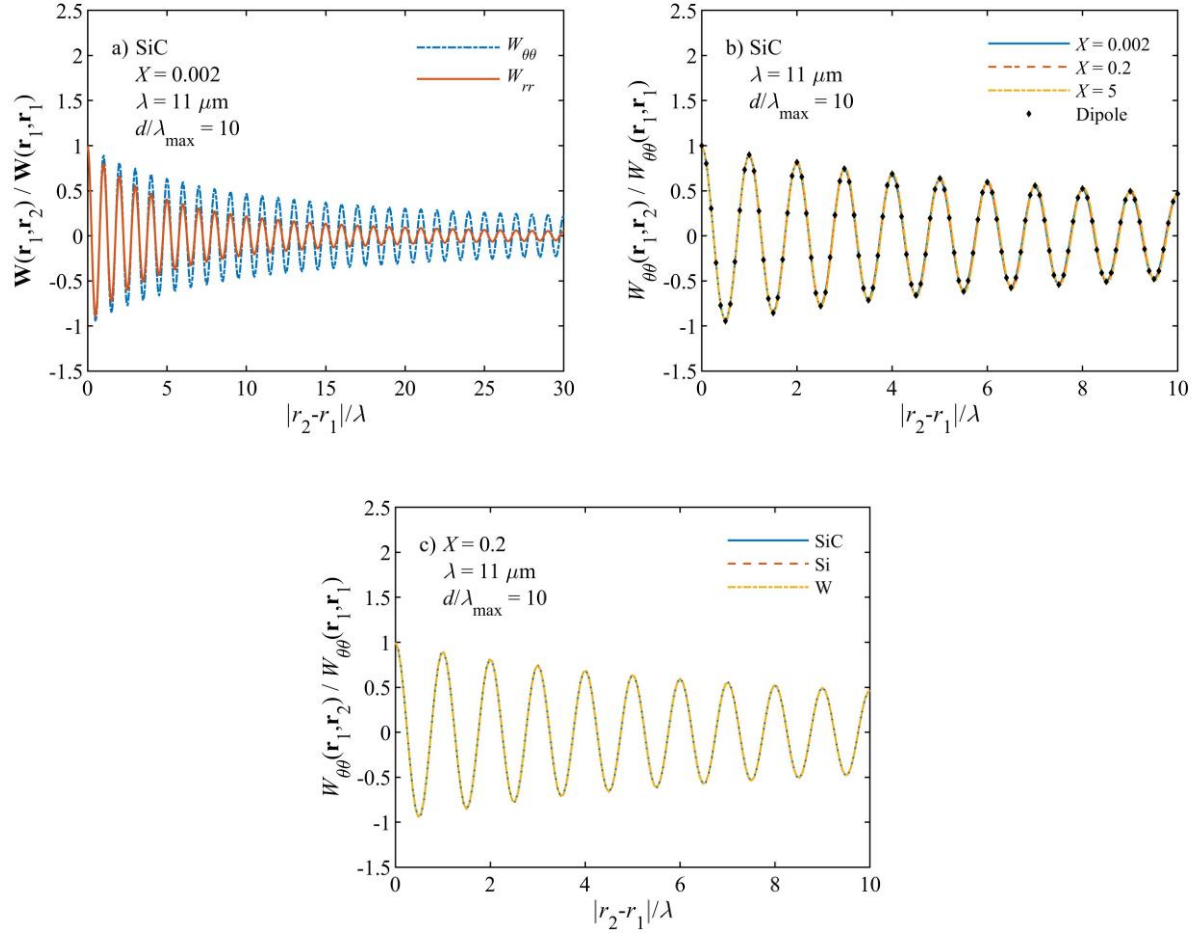 a) SiC
X = 0.002
λ = 11 μm
d/λmax = 10
Wθθ
Wrr
2.5
2
1.5
1
0.5
0
-0.5
-1
-1.5
W(r1,r2) / W(r1,r1)
0 5 10 15 20 25 30
|r2-r1|/λ
b) SiC
λ = 11 μm
d/λmax = 10
X = 0.002
X = 0.2
X = 5
Dipole
2.5
2
1.5
1
0.5
0
-0.5
-1
-1.5
Wθθ(r1,r2) / Wθθ(r1,r1)
0 2 4 6 8 10
|r2-r1|/λ
c) X = 0.2
λ = 11 μm
d/λmax = 10
SiC
Si
W
2.5
2
1.5
1
0.5
0
-0.5
-1
-1.5
Wθθ(r1,r2) / Wθθ(r1,r1)
0 2 4 6 8 10
|r2-r1|/λ